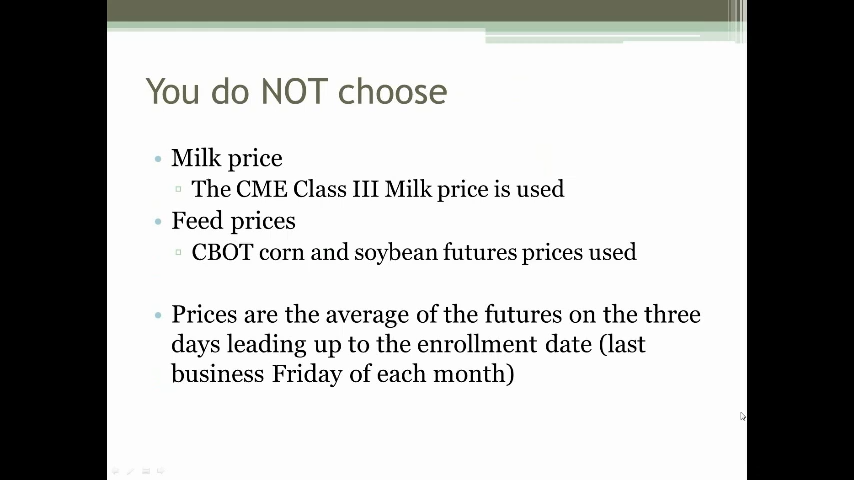 You do NOT choose
Milk price
The CME Class III Milk price is used
Feed prices
CBOT corn and soybean futures prices used
Prices are the average of the futures on the three
days leading up to the enrollment date (last
business Friday of each month)